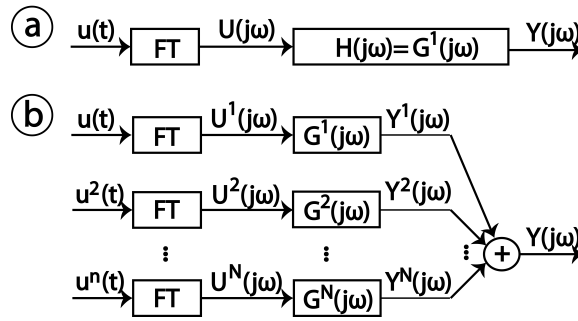 a u(t) FT U(jω) H(jω)=G¹(jω) Y(jω)
b u(t) FT U¹(jω) G¹(jω) Y¹(jω)
u²(t) FT U²(jω) G²(jω) Y²(jω)
+ Y(jω)
uⁿ(t) FT Uᴺ(jω) Gᴺ(jω) Yᴺ(jω)